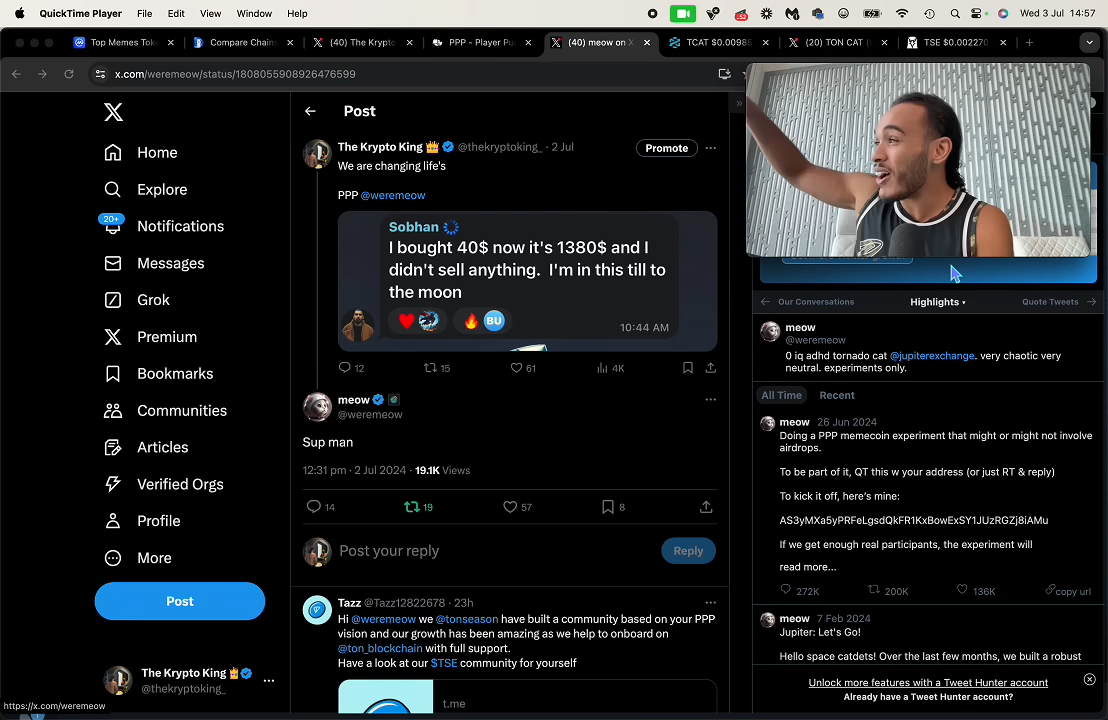 QuickTime Player File Edit View Window Help
52 Wed 3 Jul 14:57
Top Memes Tok
Compare Chain
(40) The Krypto
PPP - Player Pu
(40) meow on X
TCAT $0.00985
(20) TON CAT (
TSE $0.002270
x.com/weremeow/status/1808055908926476599
Home
Explore
20+
Notifications
Messages
Grok
Premium
Bookmarks
Communities
Articles
Verified Orgs
Profile
More
Post
The Krypto King
@thekryptoking_
https://x.com/weremeow
Post
The Krypto King @thekryptoking_ · 2 Jul
Promote
We are changing life's
PPP @weremeow
Sobhan
I bought 40$ now it's 1380$ and I
didn't sell anything. I'm in this till to
the moon
BU
10:44 AM
12 15 61 4K
meow
@weremeow
Sup man
12:31 pm · 2 Jul 2024 · 19.1K Views
14 19 57 8
Post your reply
Reply
Tazz @Tazz12822678 · 23h
Hi @weremeow we @tonseason have built a community based on your PPP
vision and our growth has been amazing as we help to onboard on
@ton_blockchain with full support.
Have a look at our $TSE community for yourself
t.me
Our Conversations
Highlights
Quote Tweets
meow
@weremeow
0 iq adhd tornado cat @jupiterexchange. very chaotic very
neutral. experiments only.
All Time Recent
meow 26 Jun 2024
Doing a PPP memecoin experiment that might or might not involve
airdrops.
To be part of it, QT this w your address (or just RT & reply)
To kick it off, here's mine:
AS3yMXa5yPRFeLgsdQkFR1KxBowExSY1JUzRGZj8iAMu
If we get enough real participants, the experiment will
read more...
272K 200K 136K copy url
meow 7 Feb 2024
Jupiter: Let's Go!
Hello space catdets! Over the last few months, we built a robust
Unlock more features with a Tweet Hunter account
Already have a Tweet Hunter account?